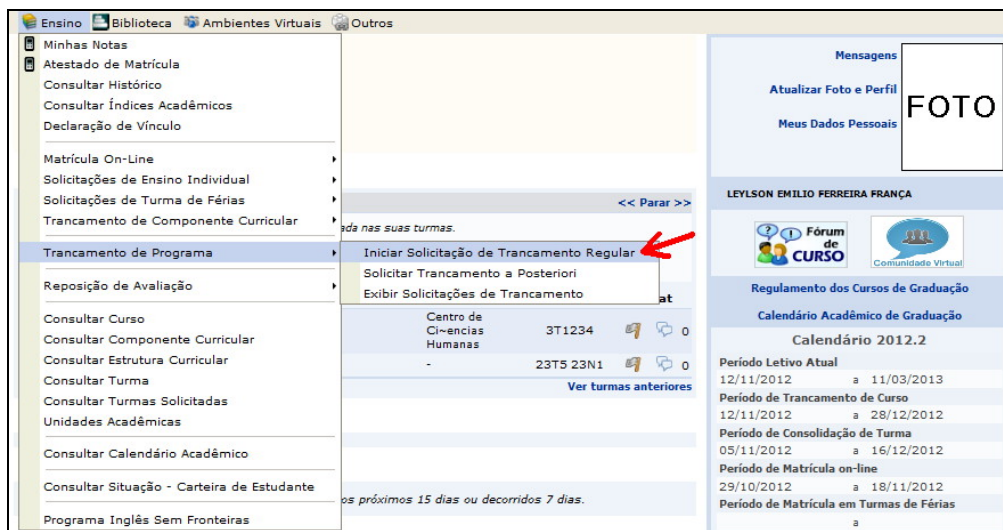 Ensino Biblioteca Ambientes Virtuais Outros
Minhas Notas
Atestado de Matrícula
Consultar Histórico
Consultar Índices Acadêmicos
Declaração de Vínculo
Matrícula On-Line
Solicitações de Ensino Individual
Solicitações de Turma de Férias
Trancamento de Componente Curricular
Trancamento de Programa
Reposição de Avaliação
Consultar Curso
Consultar Componente Curricular
Consultar Estrutura Curricular
Consultar Turma
Consultar Turmas Solicitadas
Unidades Acadêmicas
Consultar Calendário Acadêmico
Consultar Situação - Carteira de Estudante
Programa Inglês Sem Fronteiras
Iniciar Solicitação de Trancamento Regular
Solicitar Trancamento a Posteriori
Exibir Solicitações de Trancamento
<< Parar >>
nas suas turmas.
at
Centro de
Ci~encias
Humanas
3T1234 0
- 23T5 23N1 0
Ver turmas anteriores
os próximos 15 dias ou decorridos 7 dias.
Mensagens
Atualizar Foto e Perfil
Meus Dados Pessoais
FOTO
LEYLSON EMILIO FERREIRA FRANÇA
Fórum
de
CURSO
Comunidade Virtual
Regulamento dos Cursos de Graduação
Calendário Acadêmico de Graduação
Calendário 2012.2
Período Letivo Atual
12/11/2012 a 11/03/2013
Período de Trancamento de Curso
12/11/2012 a 28/12/2012
Período de Consolidação de Turma
05/11/2012 a 16/12/2012
Período de Matrícula on-line
29/10/2012 a 18/11/2012
Período de Matrícula em Turmas de Férias
a